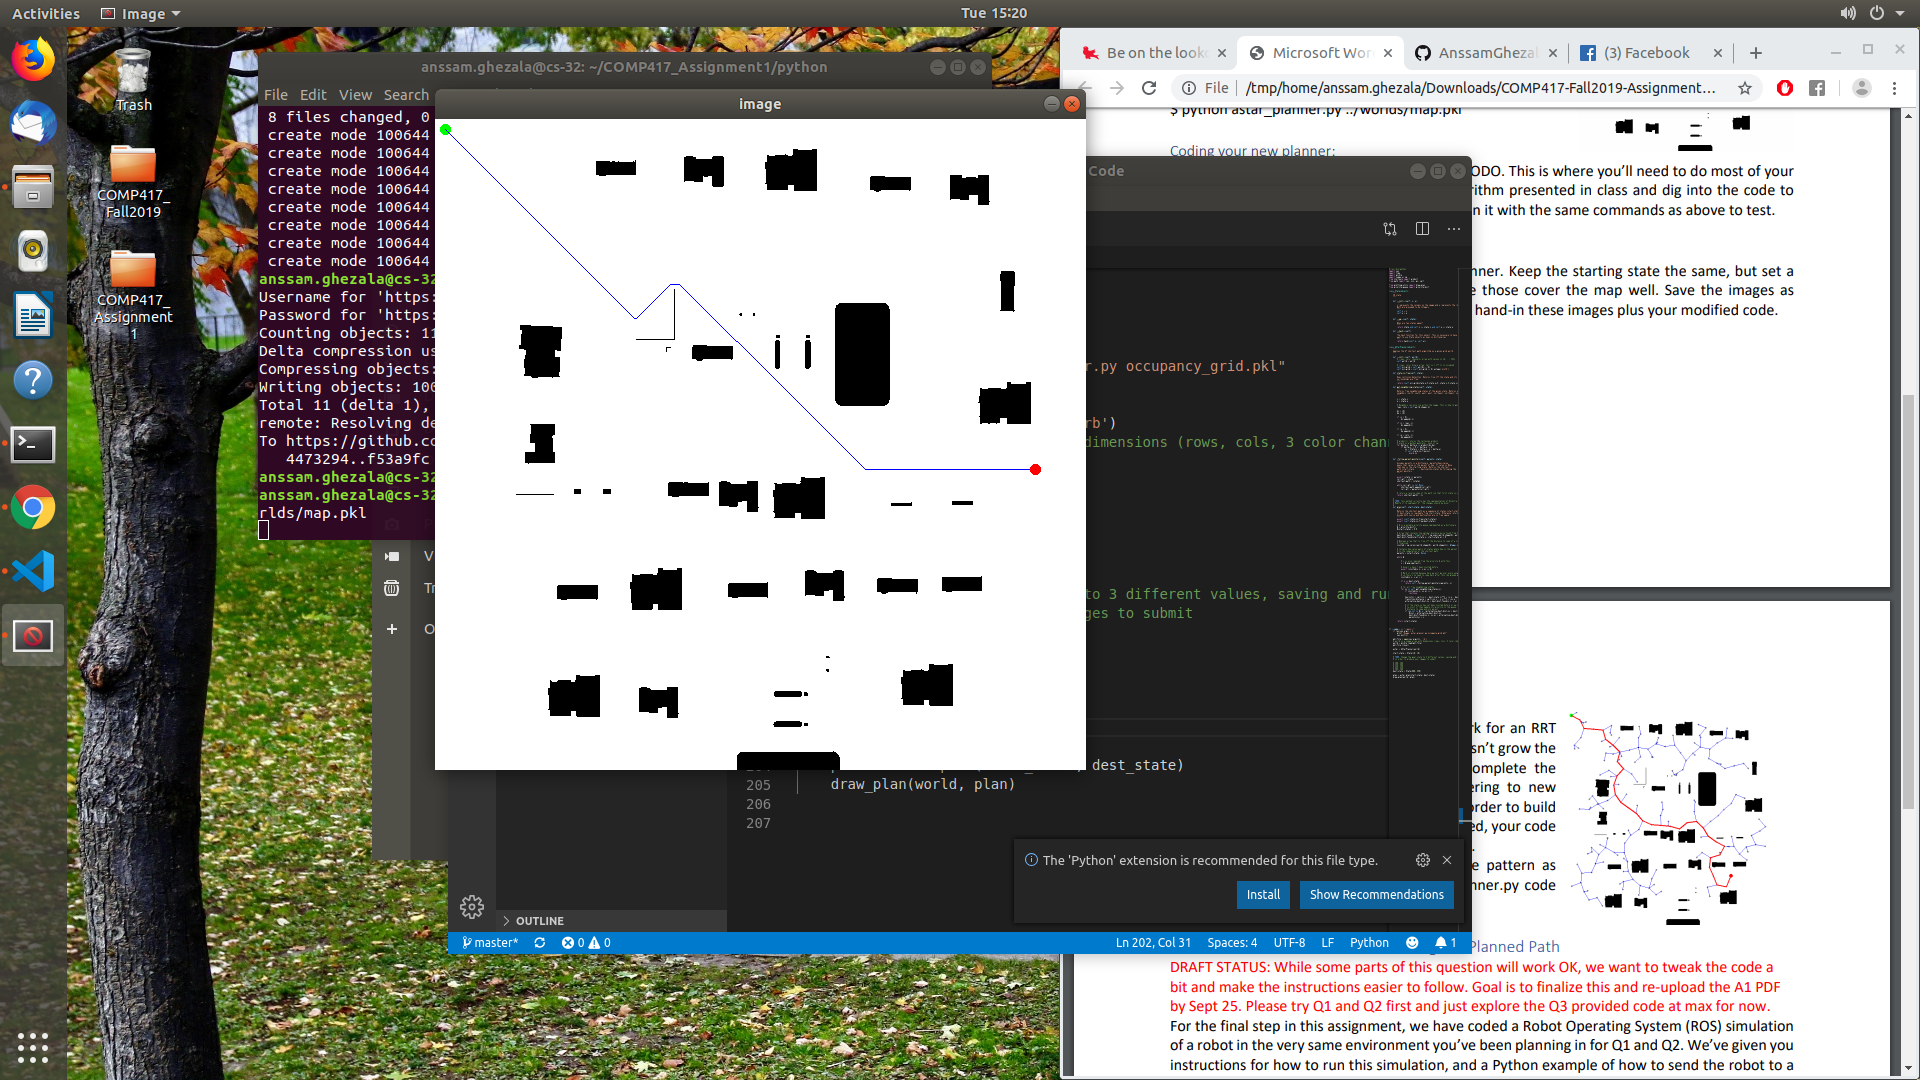 Activities
Image
Tue 15:20
Trash
COMP417_
Fall2019
COMP417_
Assignment
1
anssam.ghezala@cs-32: ~/COMP417_Assignment1/python
File Edit View Search
8 files changed, 0
create mode 100644
create mode 100644
create mode 100644
create mode 100644
create mode 100644
create mode 100644
create mode 100644
create mode 100644
anssam.ghezala@cs-32
Username for 'https:
Password for 'https:
Counting objects: 11
Delta compression us
Compressing objects:
Writing objects: 100
Total 11 (delta 1),
remote: Resolving de
To https://github.co
4473294..f53a9fc
anssam.ghezala@cs-32
anssam.ghezala@cs-32
rlds/map.pkl
image
Code
r.py occupancy_grid.pkl"
rb')
dimensions (rows, cols, 3 color chan
to 3 different values, saving and ru
ges to submit
dest_state)
205 draw_plan(world, plan)
206
207
The 'Python' extension is recommended for this file type.
Install
Show Recommendations
OUTLINE
master*
0 0
Ln 202, Col 31
Spaces: 4
UTF-8
LF
Python
1
Be on the look
Microsoft Wor
AnssamGhezal
(3) Facebook
File
/tmp/home/anssam.ghezala/Downloads/COMP417-Fall2019-Assignment...
$ python astar_planner.py ../worlds/map.pkl
Coding your new planner:
ODO. This is where you'll need to do most of your
rithm presented in class and dig into the code to
n it with the same commands as above to test.
nner. Keep the starting state the same, but set a
e those cover the map well. Save the images as
hand-in these images plus your modified code.
rk for an RRT
sn't grow the
omplete the
ering to new
order to build
ed, your code
e pattern as
nner.py code
Planned Path
DRAFT STATUS: While some parts of this question will work OK, we want to tweak the code a
bit and make the instructions easier to follow. Goal is to finalize this and re-upload the A1 PDF
by Sept 25. Please try Q1 and Q2 first and just explore the Q3 provided code at max for now.
For the final step in this assignment, we have coded a Robot Operating System (ROS) simulation
of a robot in the very same environment you've been planning in for Q1 and Q2. We've given you
instructions for how to run this simulation, and a Python example of how to send the robot to a